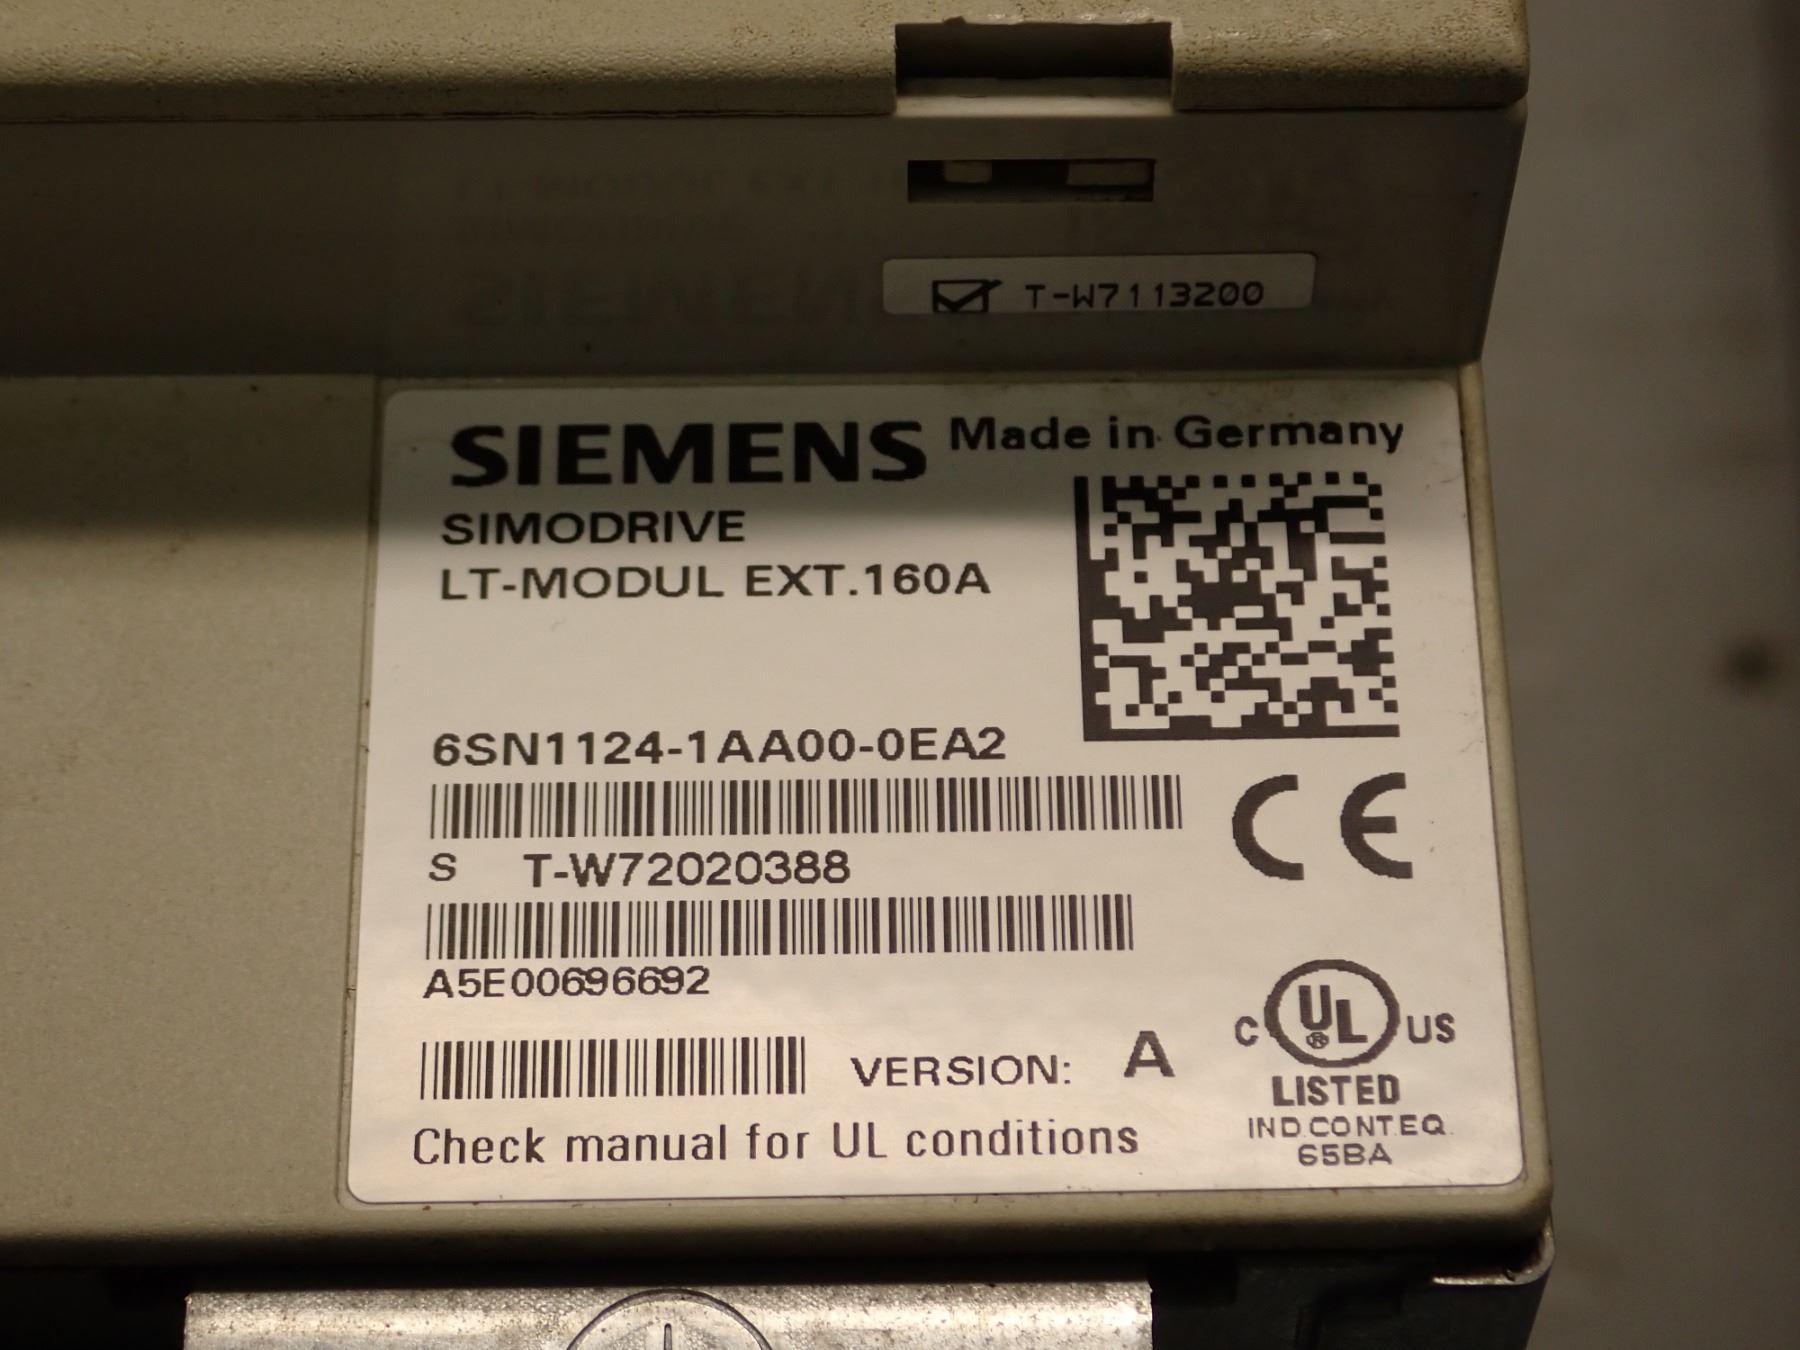 T-W7113200
SIEMENS Made in Germany
SIMODRIVE
LT-MODUL EXT.160A
6SN1124-1AA00-0EA2
S T-W72020388
A5E00696692
VERSION: A
Check manual for UL conditions
CE
C UL® US
LISTED
IND.CONT.EQ.
65BA